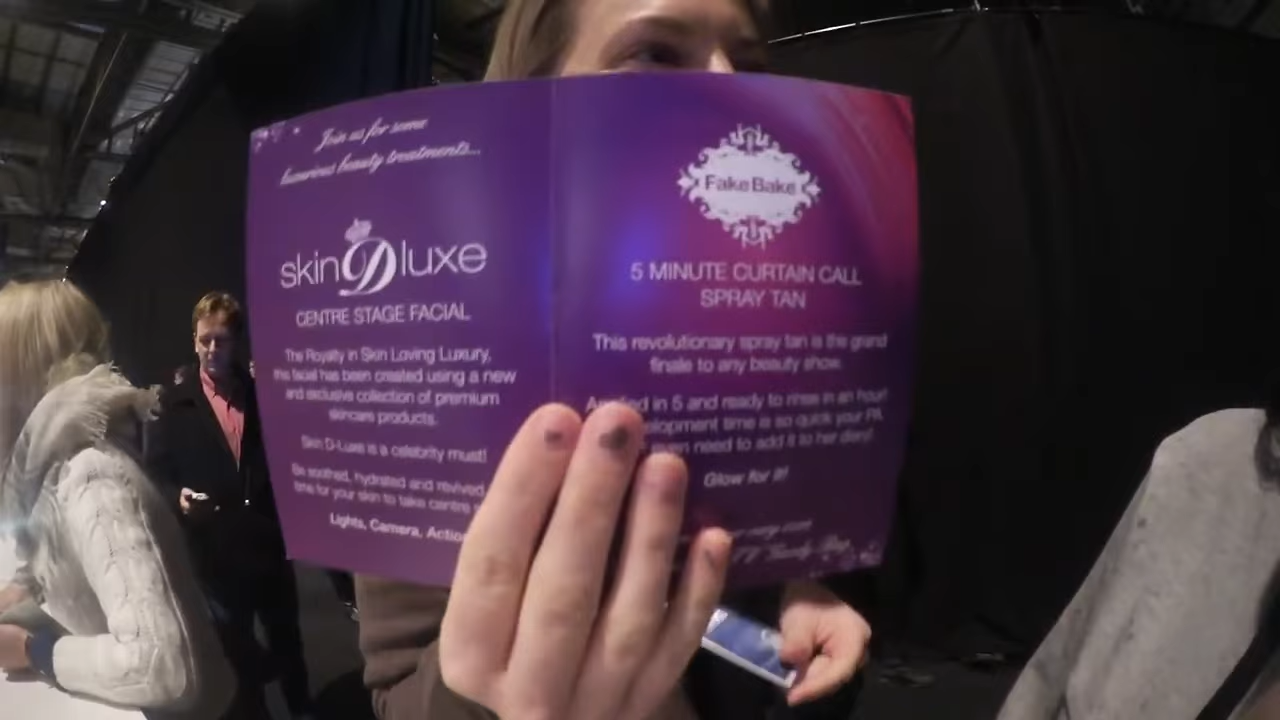 Join us for some
luxurious beauty treatments...
skinDluxe
CENTRE STAGE FACIAL
The Royalty in Skin Loving Luxury,
this facial has been created using a new
and exclusive collection of premium
skincare products.
Skin D-Luxe is a celebrity must!
Be soothed, hydrated and revived,
time for your skin to take centre
Lights, Camera, Action
FakeBake
5 MINUTE CURTAIN CALL
SPRAY TAN
This revolutionary spray tan is the grand
finale to any beauty show.
Applied in 5 and ready to rinse in an hour!
time is so quick your PA
even need to add it to her diary!
Glow for it!